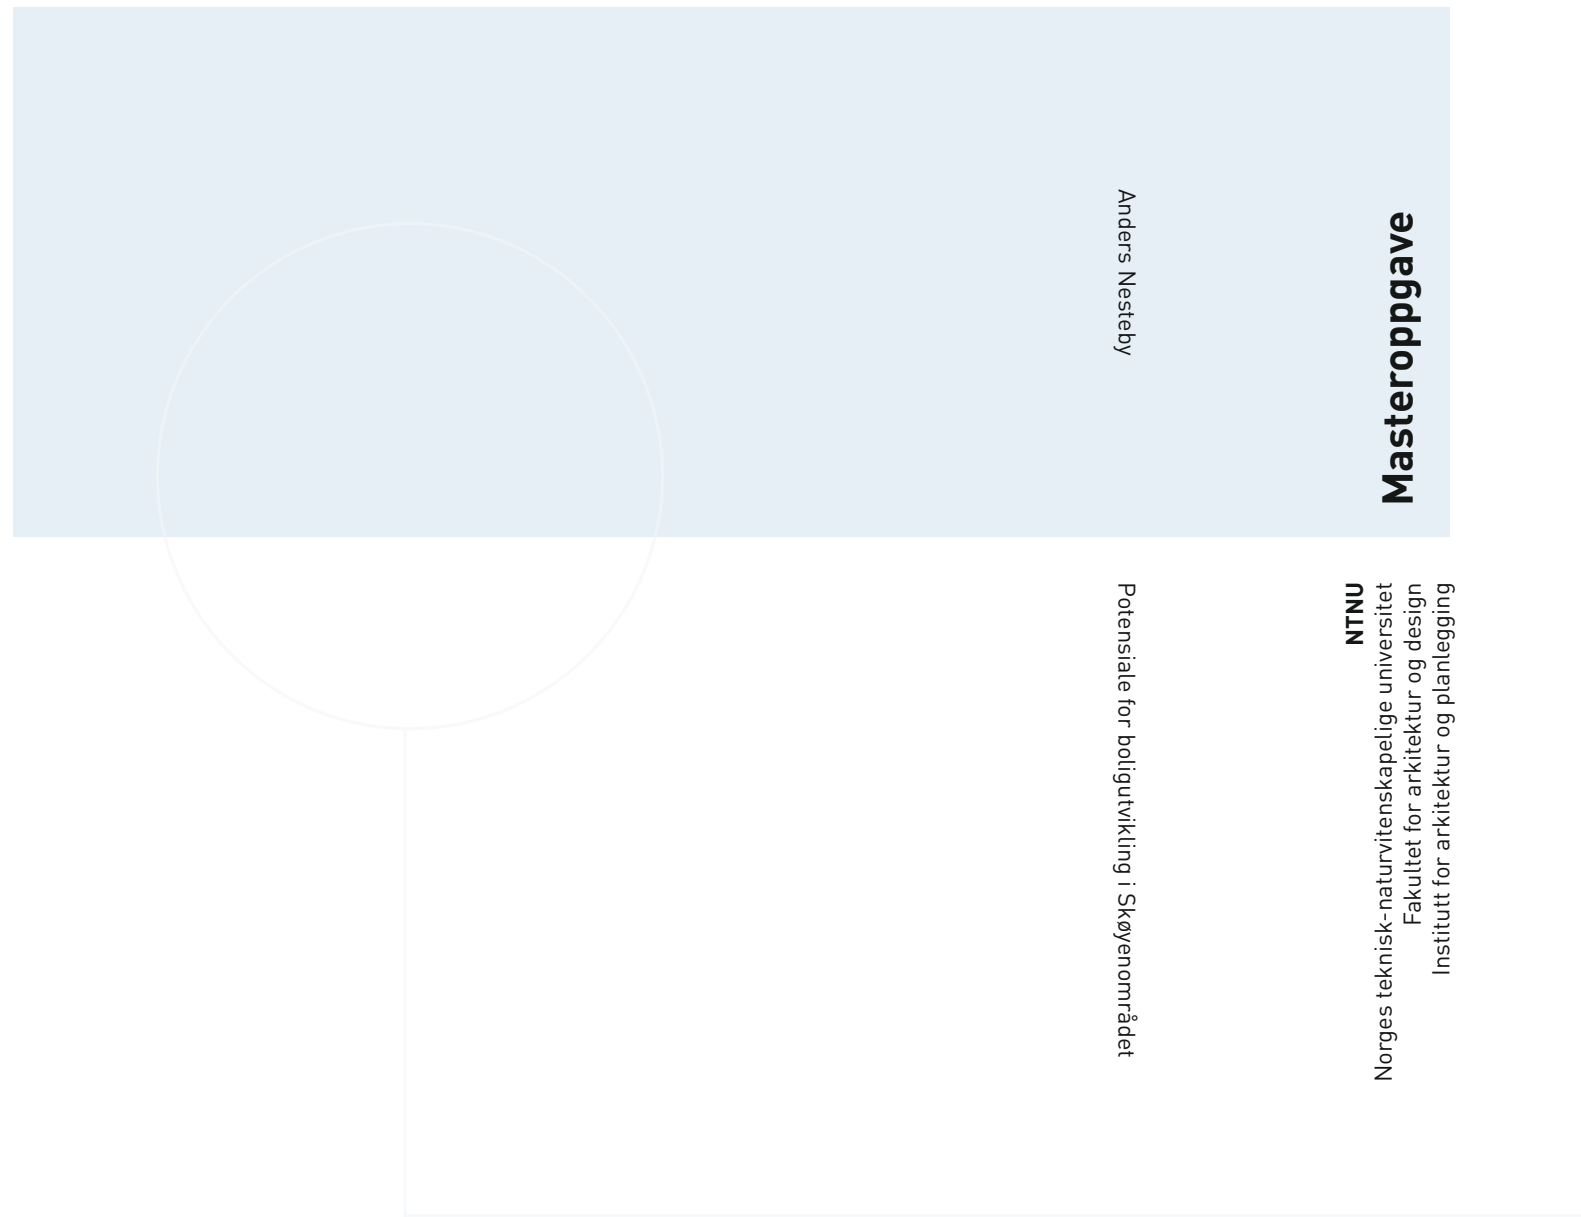 Anders Nesteby
Potensiale for boligutvikling i Skøyenområdet
Masteroppgave
NTNU
Norges teknisk-naturvitenskapelige universitet
Fakultet for arkitektur og design
Institutt for arkitektur og planlegging